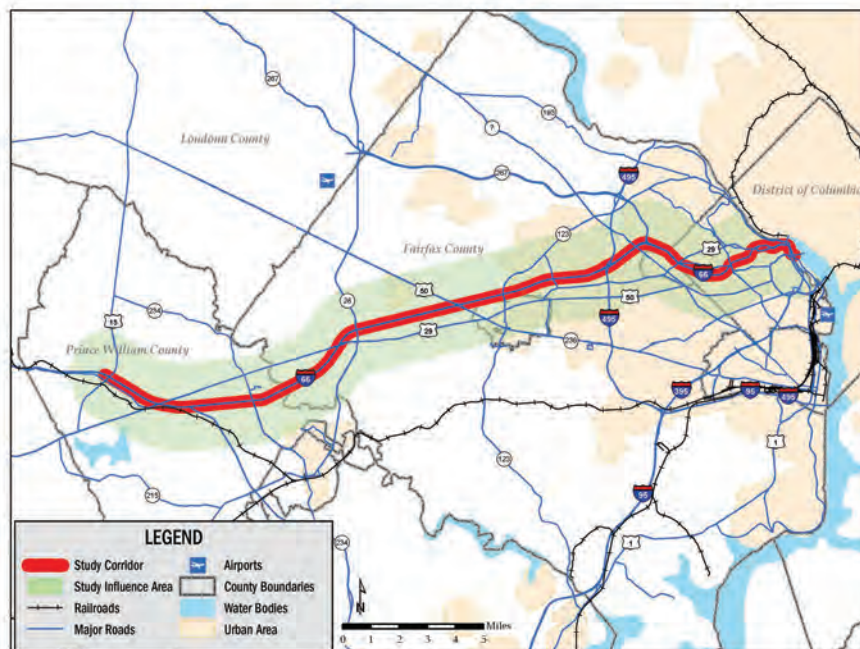 267
Loudoun County
7
193
495
267
District of Columbia
123
Fairfax County
29
66
50
50
28
15
234
29
495
236
Prince William County
66
395
95
495
1
123
95
215
1
234
LEGEND
Study Corridor
Airports
Study Influence Area
County Boundaries
Railroads
Water Bodies
Major Roads
Urban Area
N
Miles
0 1 2 3 4 5